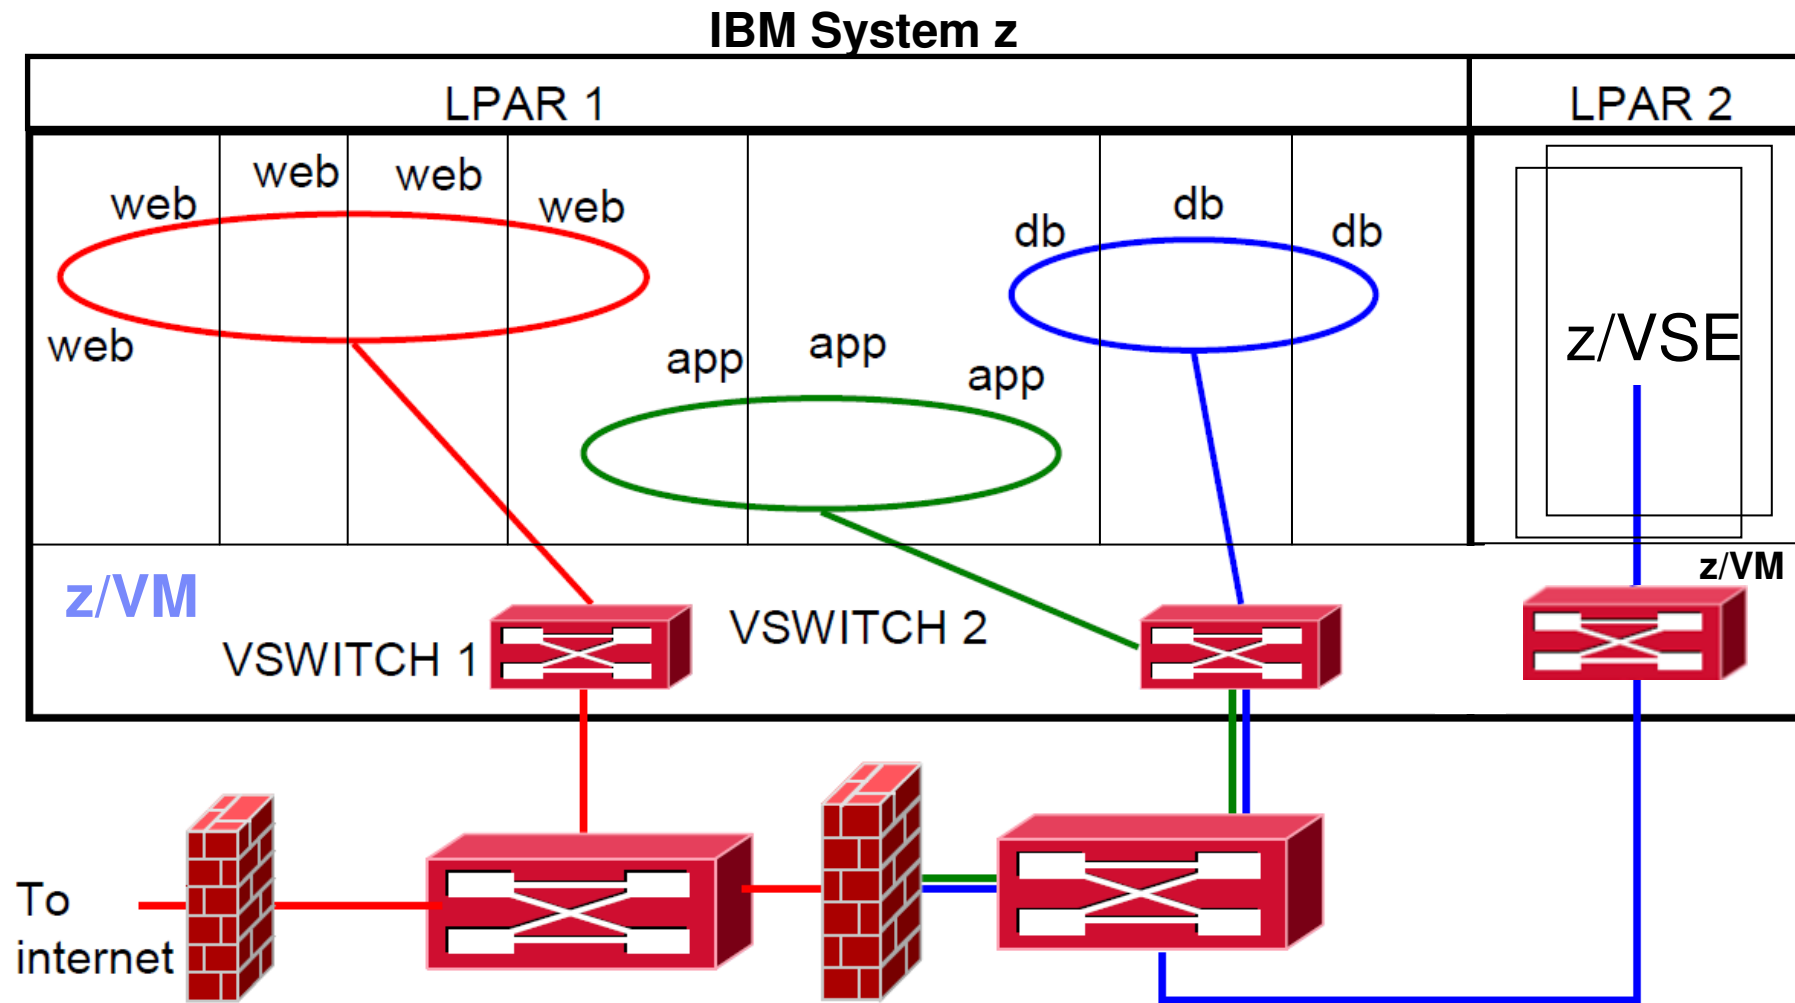 IBM System z
LPAR 1
LPAR 2
web
web
web
web
web
app
app
app
db
db
db
z/VSE
z/VM
VSWITCH 1
VSWITCH 2
z/VM
To
internet